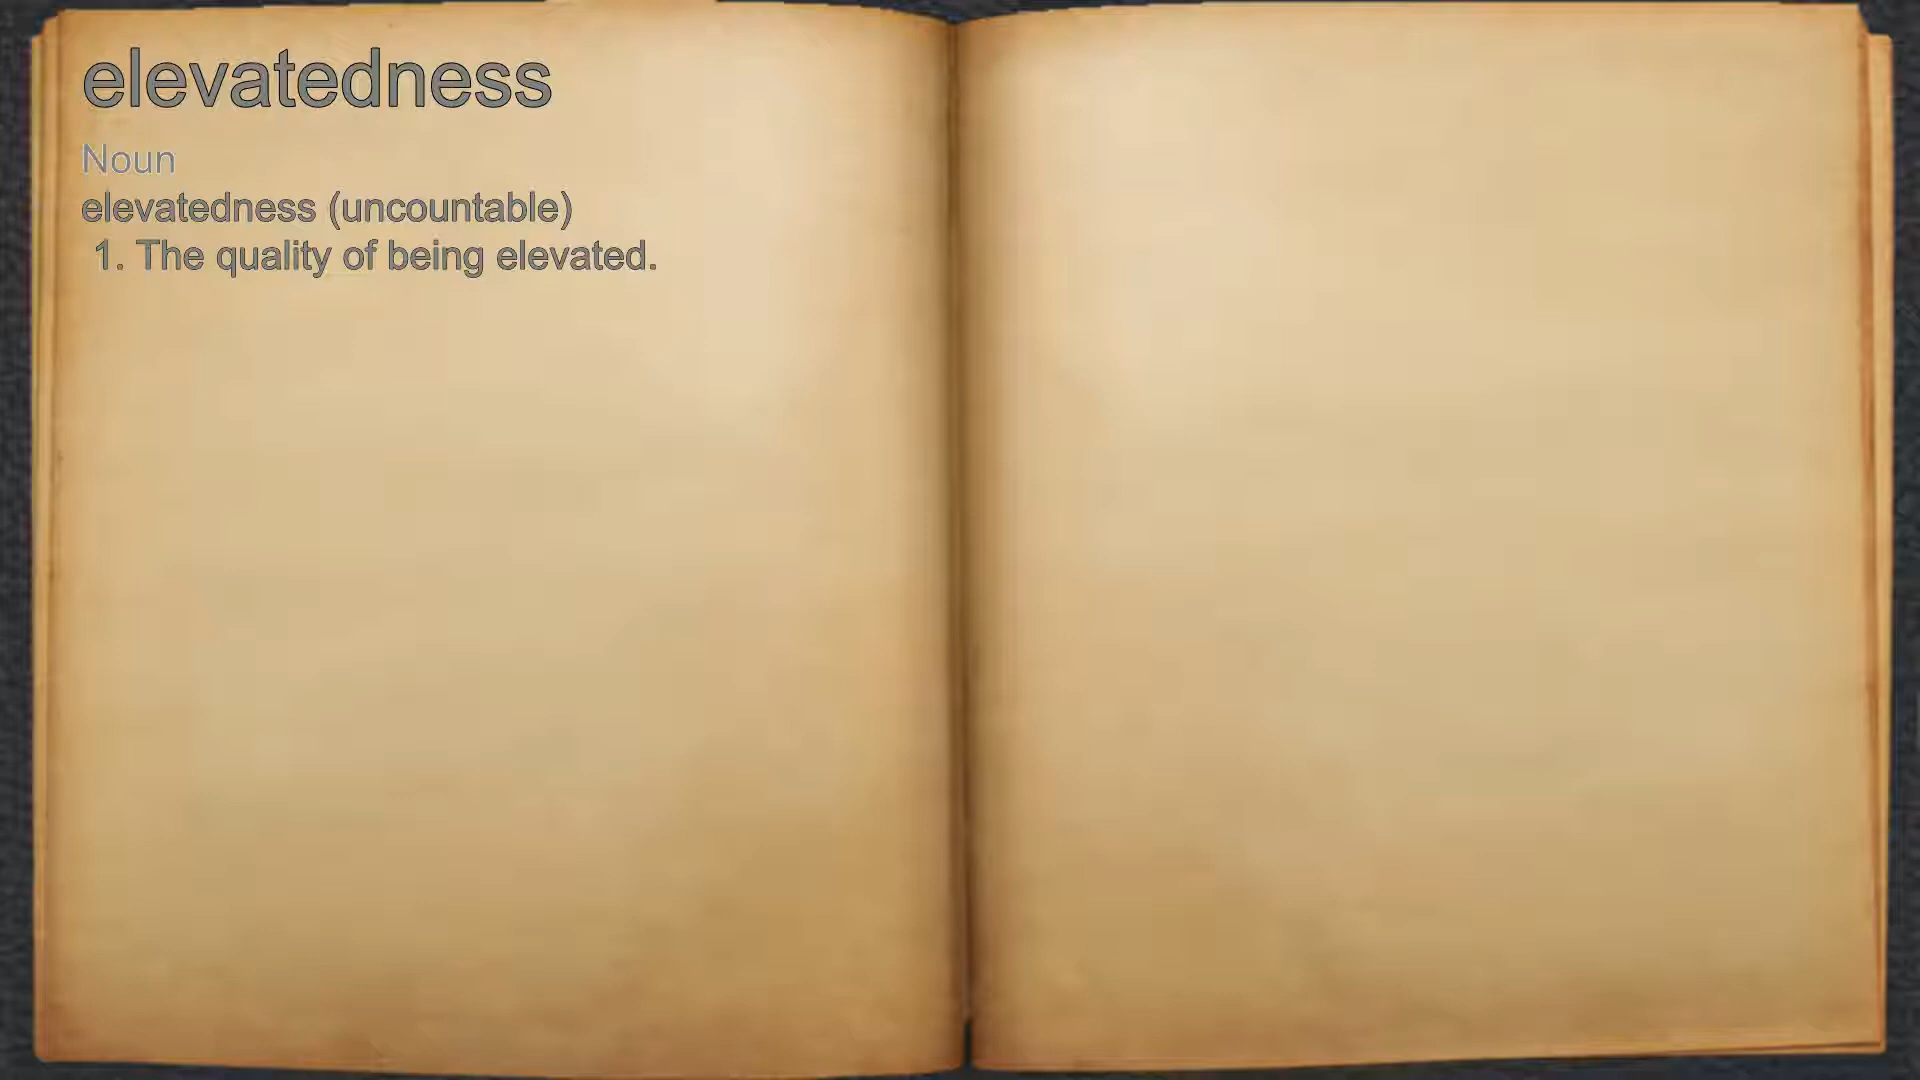 elevatedness
Noun
elevatedness (uncountable)
1. The quality of being elevated.